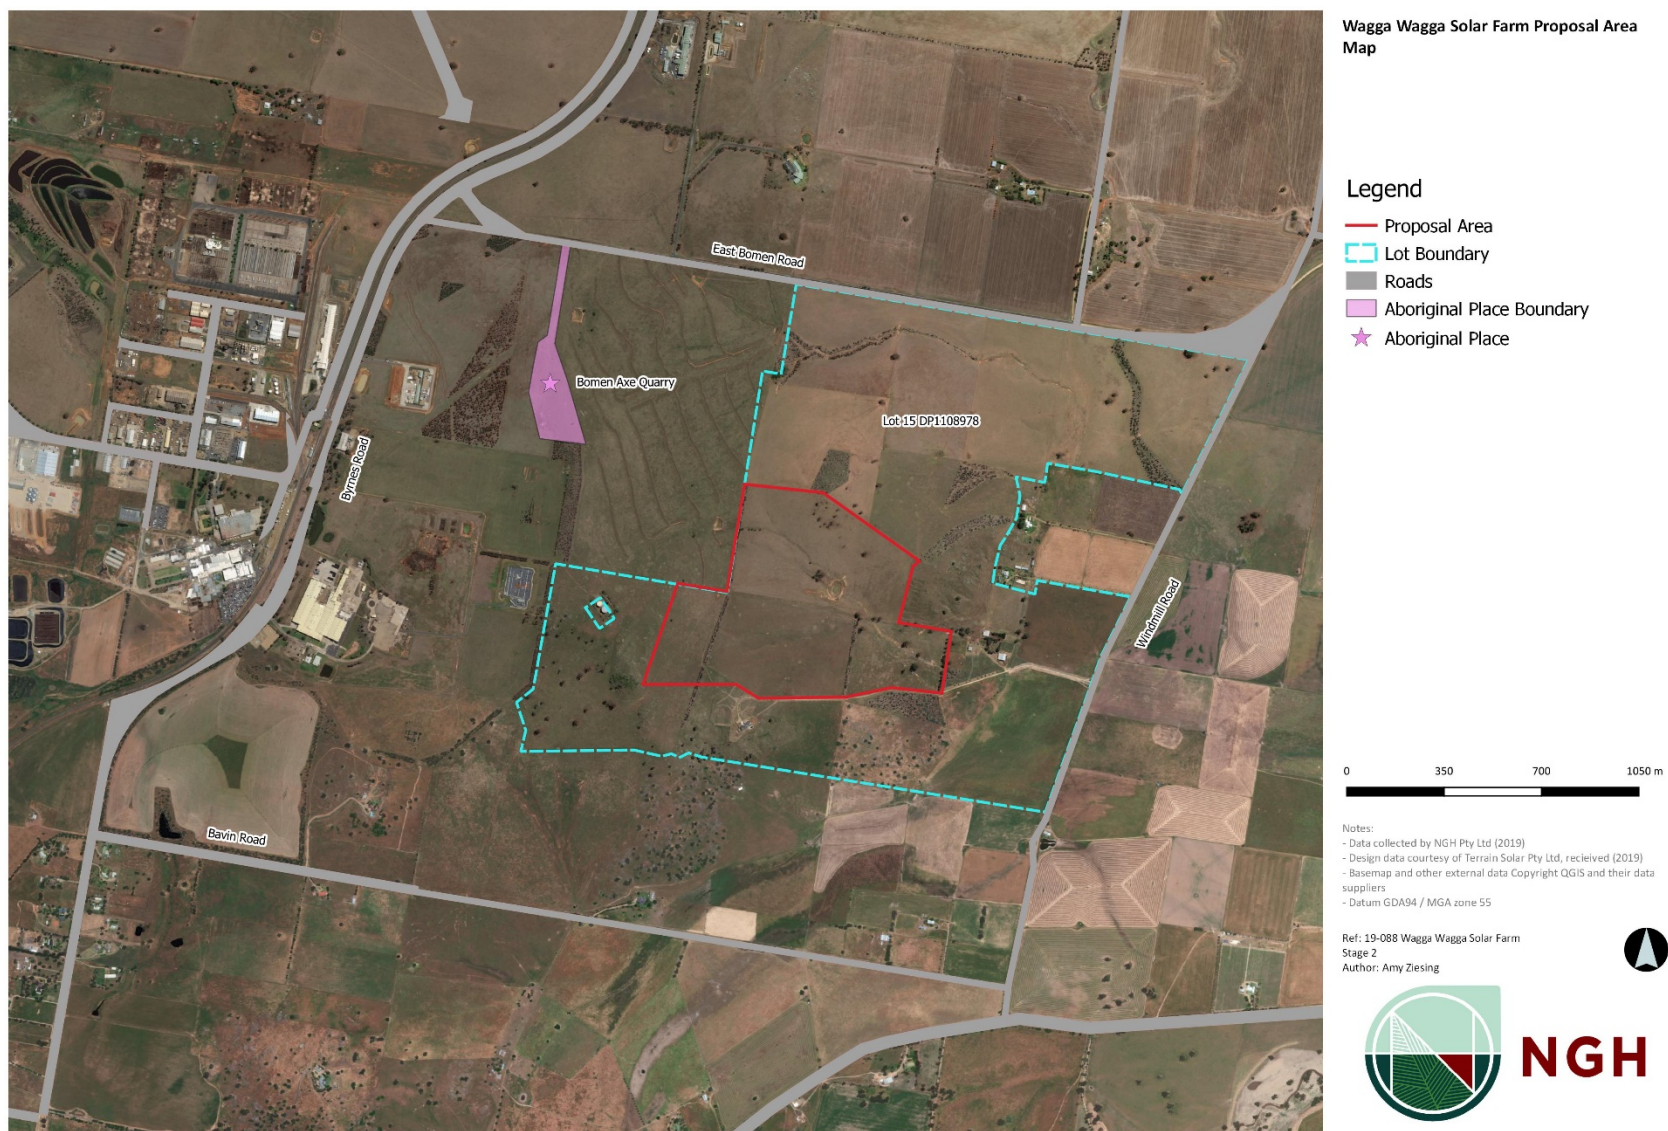 Wagga Wagga Solar Farm Proposal Area
Map
Legend
Proposal Area
Lot Boundary
Roads
Aboriginal Place Boundary
Aboriginal Place
East Bomen Road
Bomen Axe Quarry
Lot 15 DP1108978
Byrnes Road
Windmill Road
Bavin Road
0 350 700 1050 m
Notes:
- Data collected by NGH Pty Ltd (2019)
- Design data courtesy of Terrain Solar Pty Ltd, recieived (2019)
- Basemap and other external data Copyright QGIS and their data
suppliers
- Datum GDA94 / MGA zone 55
Ref: 19-088 Wagga Wagga Solar Farm
Stage 2
Author: Amy Ziesing
NGH